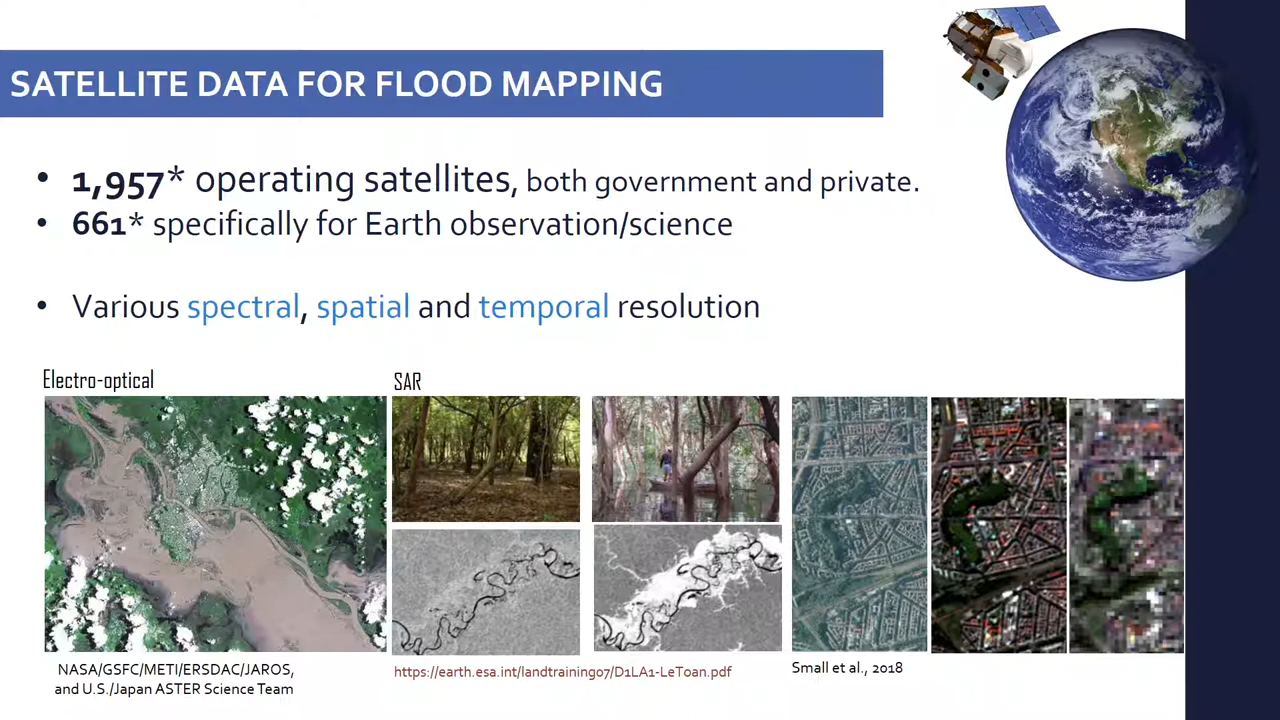 SATELLITE DATA FOR FLOOD MAPPING
• 1,957* operating satellites, both government and private.
• 661* specifically for Earth observation/science
• Various spectral, spatial and temporal resolution
Electro-optical
SAR
NASA/GSFC/METI/ERSDAC/JAROS,
and U.S./Japan ASTER Science Team
https://earth.esa.int/landtraining07/D1LA1-LeToan.pdf
Small et al., 2018